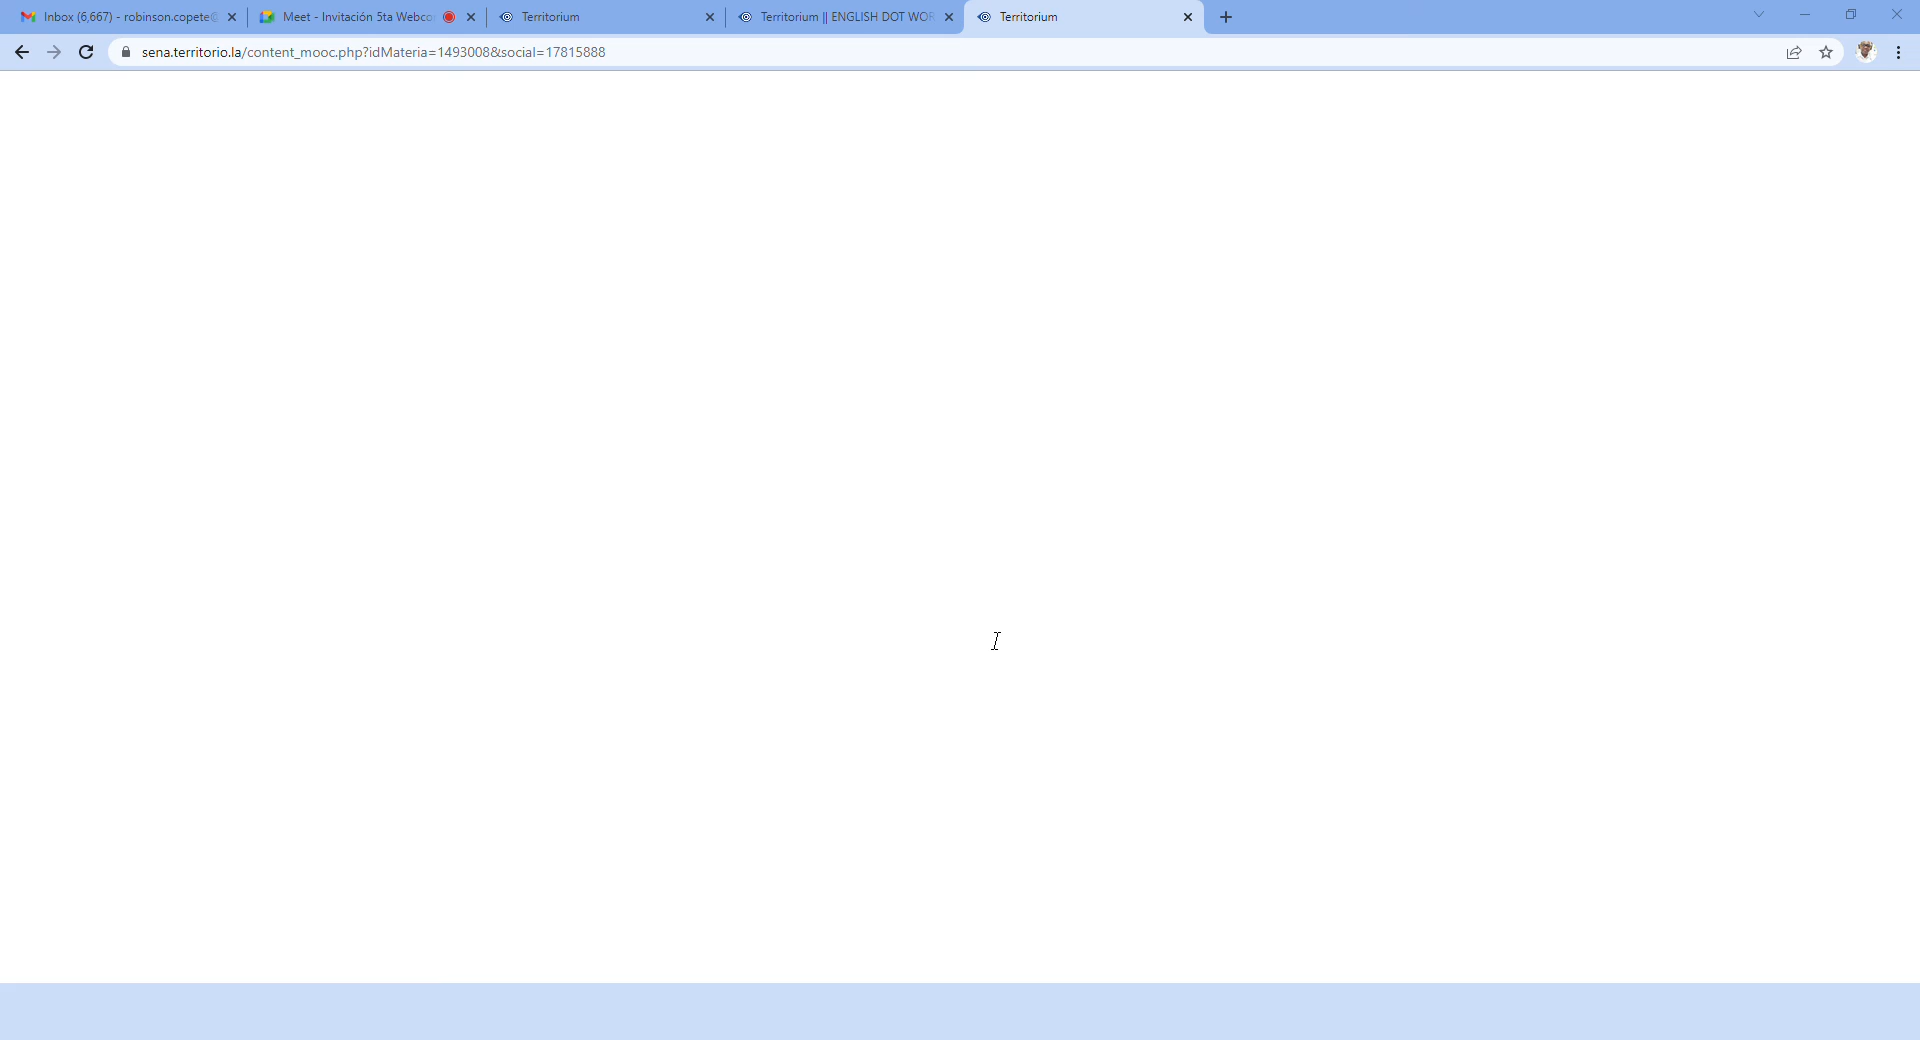 Inbox (6,667) - robinson.copete@
Meet - Invitación 5ta Webco
Territorium
Territorium || ENGLISH DOT WOR
Territorium
sena.territorio.la/content_mooc.php?idMateria=1493008&social=17815888